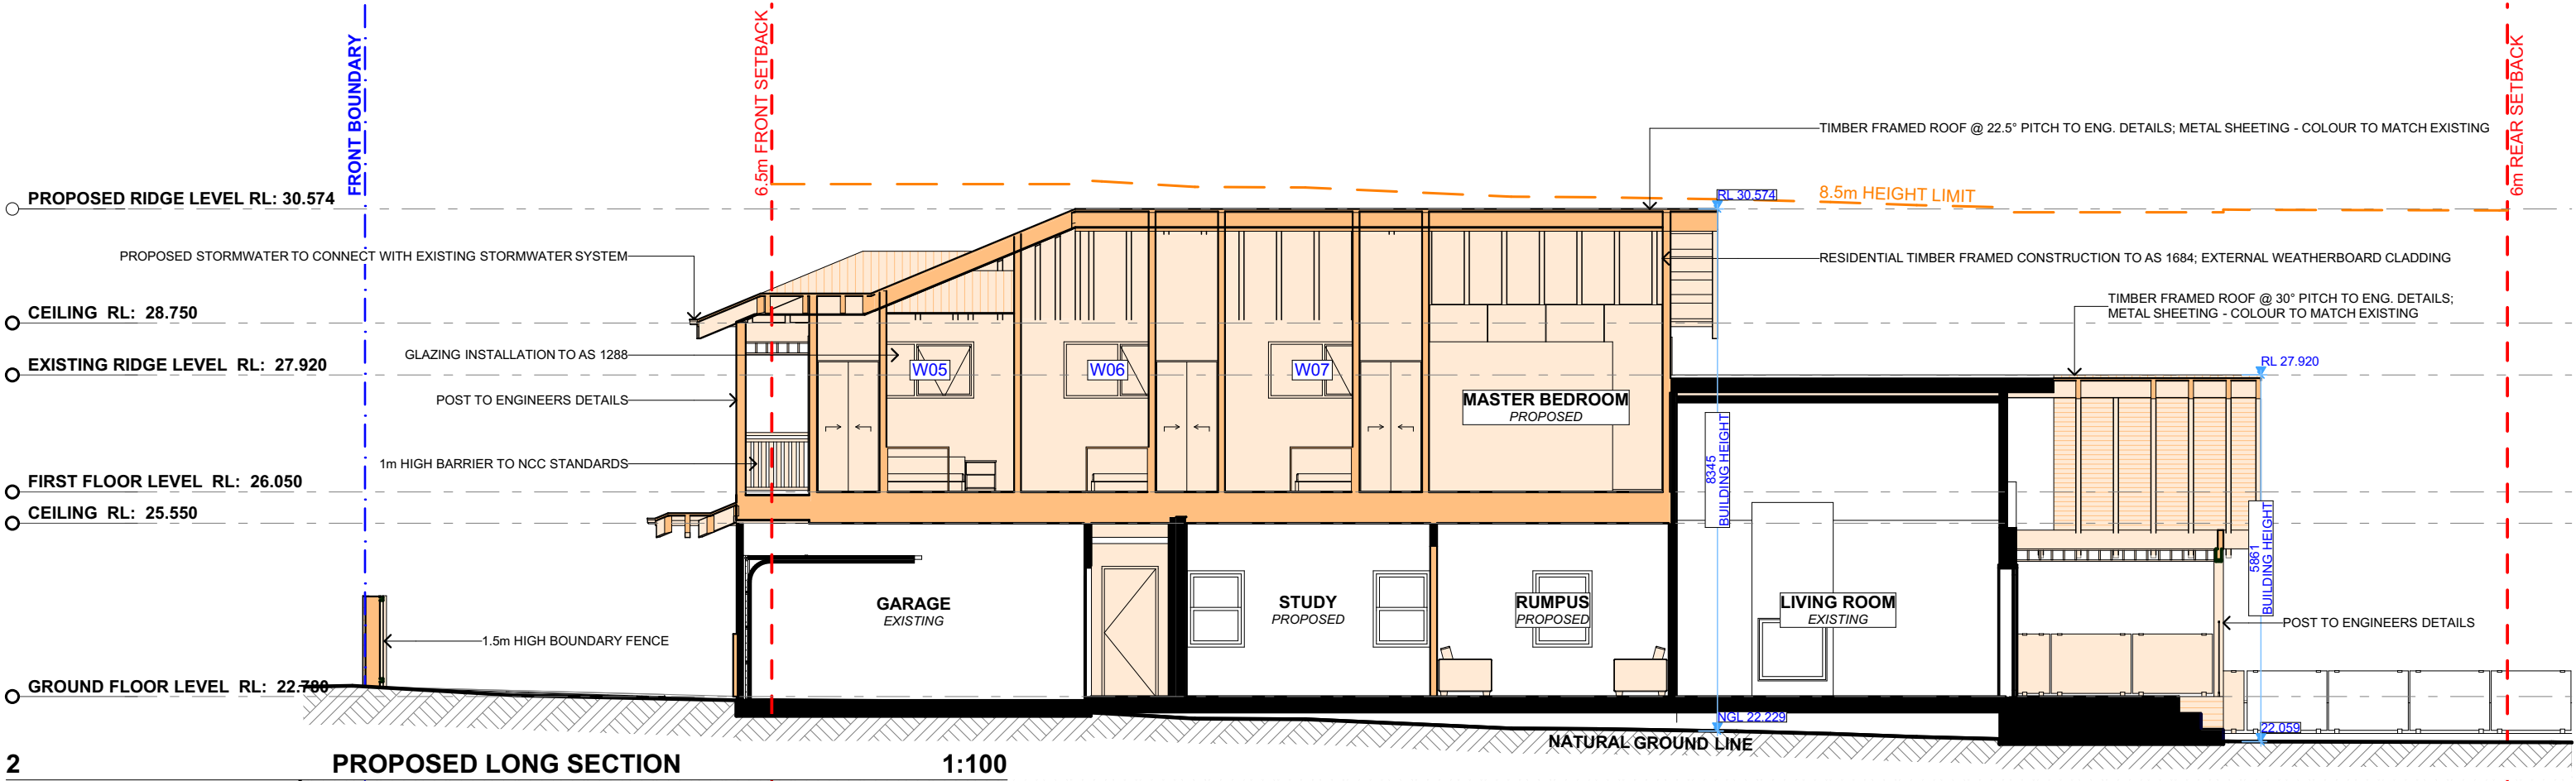 FRONT BOUNDARY
6.5m FRONT SETBACK
6m REAR SETBACK
TIMBER FRAMED ROOF @ 22.5° PITCH TO ENG. DETAILS; METAL SHEETING - COLOUR TO MATCH EXISTING
PROPOSED RIDGE LEVEL RL: 30.574
RL 30.574
8.5m HEIGHT LIMIT
PROPOSED STORMWATER TO CONNECT WITH EXISTING STORMWATER SYSTEM
RESIDENTIAL TIMBER FRAMED CONSTRUCTION TO AS 1684; EXTERNAL WEATHERBOARD CLADDING
CEILING RL: 28.750
TIMBER FRAMED ROOF @ 30° PITCH TO ENG. DETAILS;
METAL SHEETING - COLOUR TO MATCH EXISTING
GLAZING INSTALLATION TO AS 1288
EXISTING RIDGE LEVEL RL: 27.920
W05
W06
W07
RL 27.920
POST TO ENGINEERS DETAILS
MASTER BEDROOM
PROPOSED
8345
BUILDING HEIGHT
1m HIGH BARRIER TO NCC STANDARDS
FIRST FLOOR LEVEL RL: 26.050
CEILING RL: 25.550
5861
BUILDING HEIGHT
GARAGE
EXISTING
STUDY
PROPOSED
RUMPUS
PROPOSED
LIVING ROOM
EXISTING
1.5m HIGH BOUNDARY FENCE
POST TO ENGINEERS DETAILS
GROUND FLOOR LEVEL RL: 22.780
NGL 22.229
22.059
NATURAL GROUND LINE
2 PROPOSED LONG SECTION 1:100